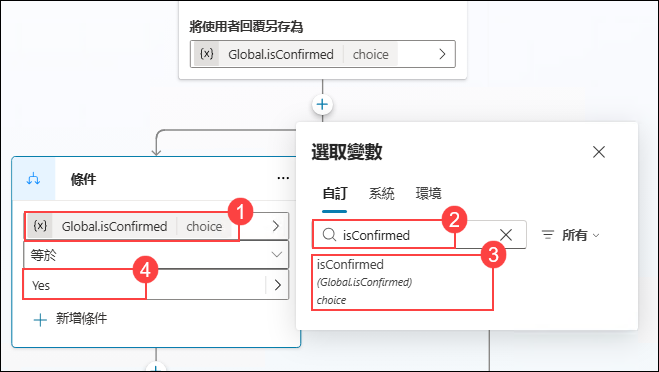 將使用者回覆另存為
{x} Global.isConfirmed choice
選取變數
自訂 系統 環境
2
isConfirmed
所有
3
isConfirmed
(Global.isConfirmed)
choice
條件
1
{x} Global.isConfirmed choice
等於
4
Yes
新增條件